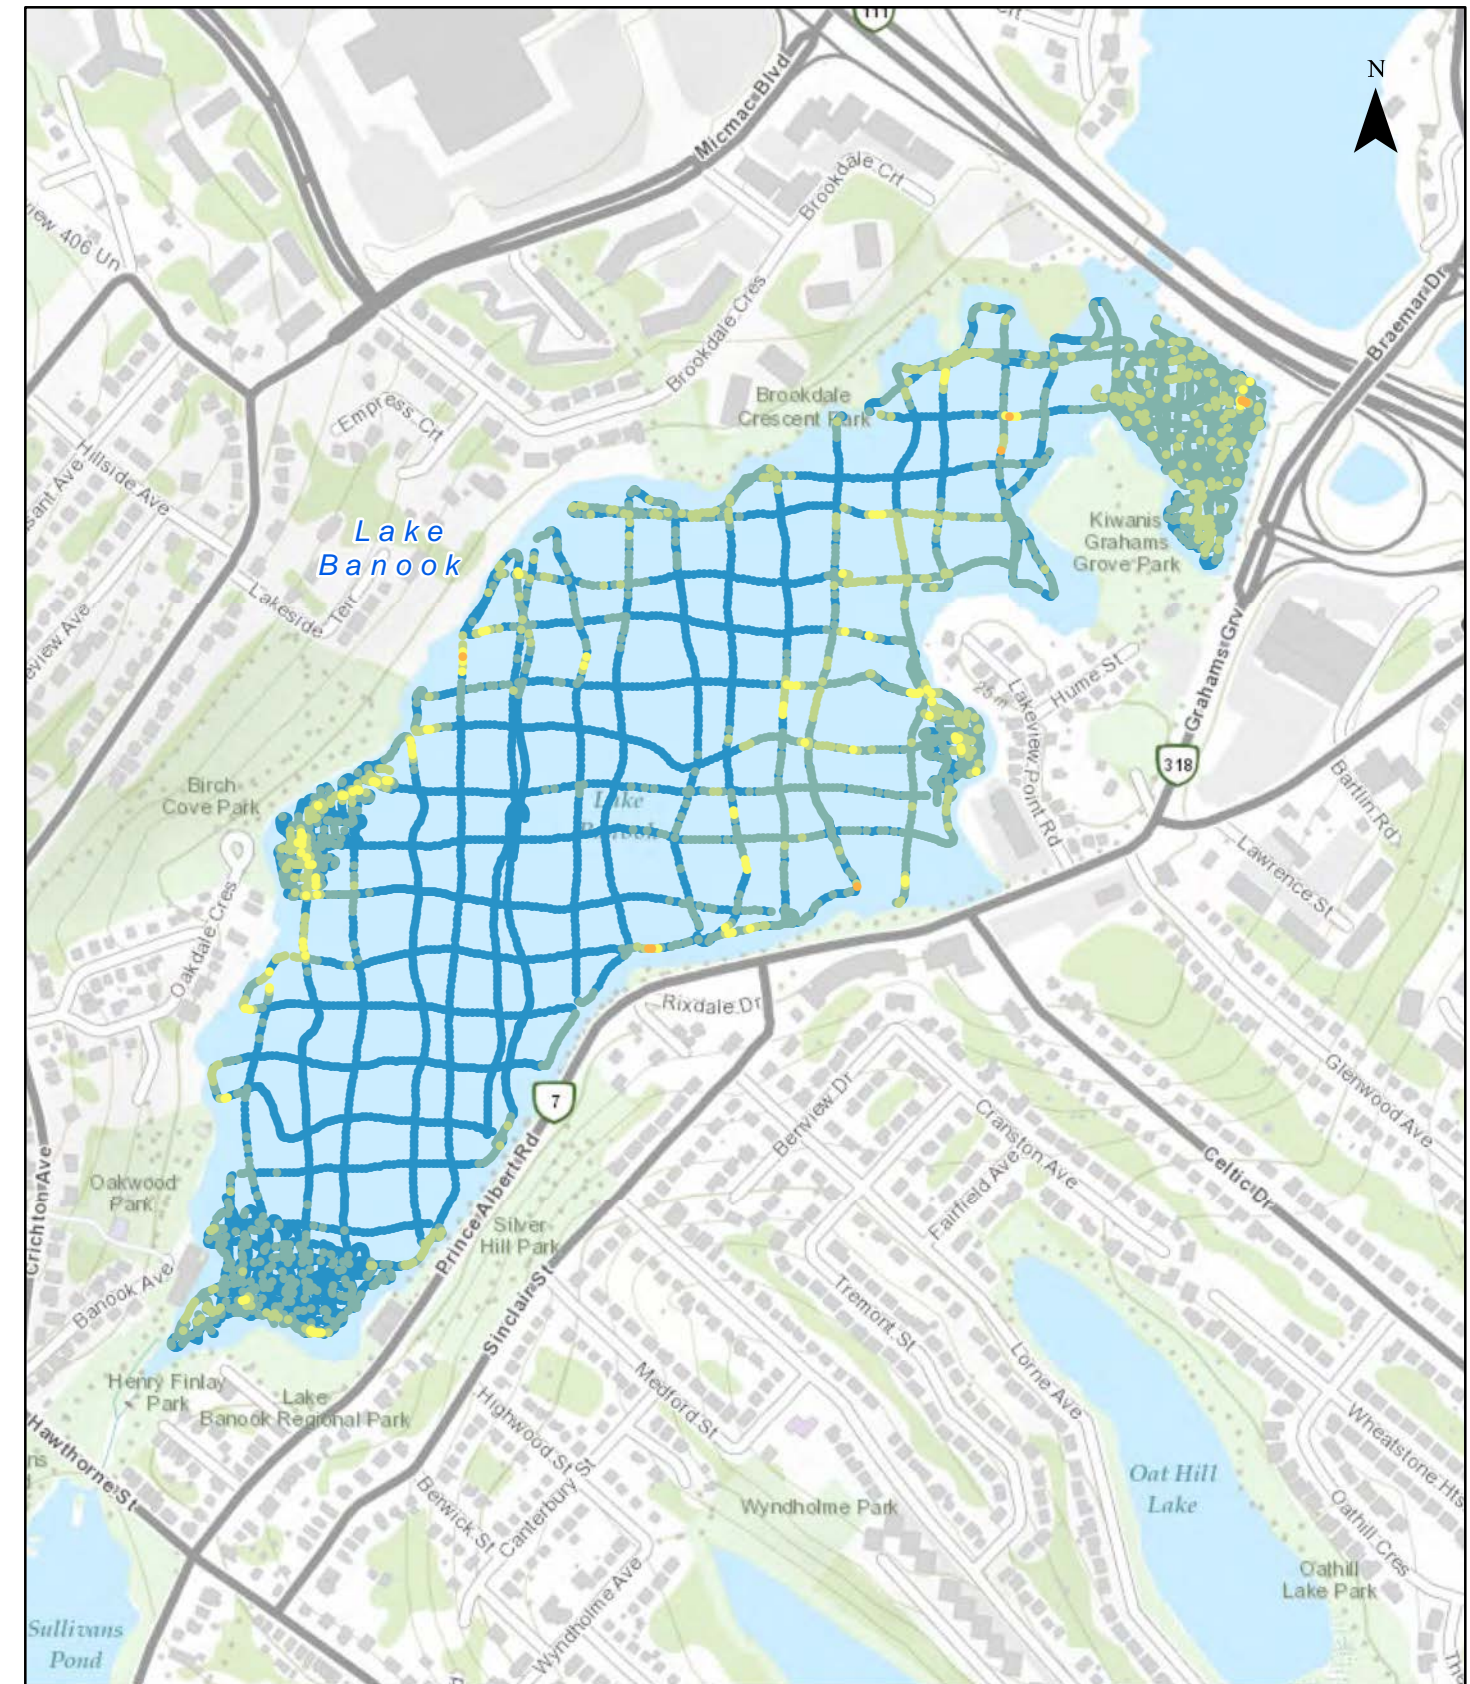 111
N
Micmac Blvd
Brookdale Crt
Braemar Dr
Brookdale Cres
Empress Crt
Brookdale
Crescent Park
Hillside Ave
Lake
Banook
Kiwanis
Grahams
Grove Park
Lakeside Terr
Hume St
25 m
Lakeview Point Rd
Grahams Grv
318
Birch
Cove Park
Lake
Banook
Bartlin Rd
Lawrence St
Oakdale Cres
Rixdale Dr
7
Glenwood Ave
Benview Dr
Cranston Ave
Fairfield Ave
Celtic Dr
Crichton Ave
Oakwood
Park
Prince Albert Rd
Silver
Hill Park
Banook Ave
Sinclair St
Tremont St
Lorne Ave
Henry Finlay
Park
Lake
Banook Regional Park
Medford St
Highwood St
Hawthorne St
Berwick St
Canterbury St
Wyndholme Park
Oat Hill
Lake
Wheatstone Hts
Oathill Cres
Oathill
Lake Park
Wyndholme Ave
Sullivans
Pond